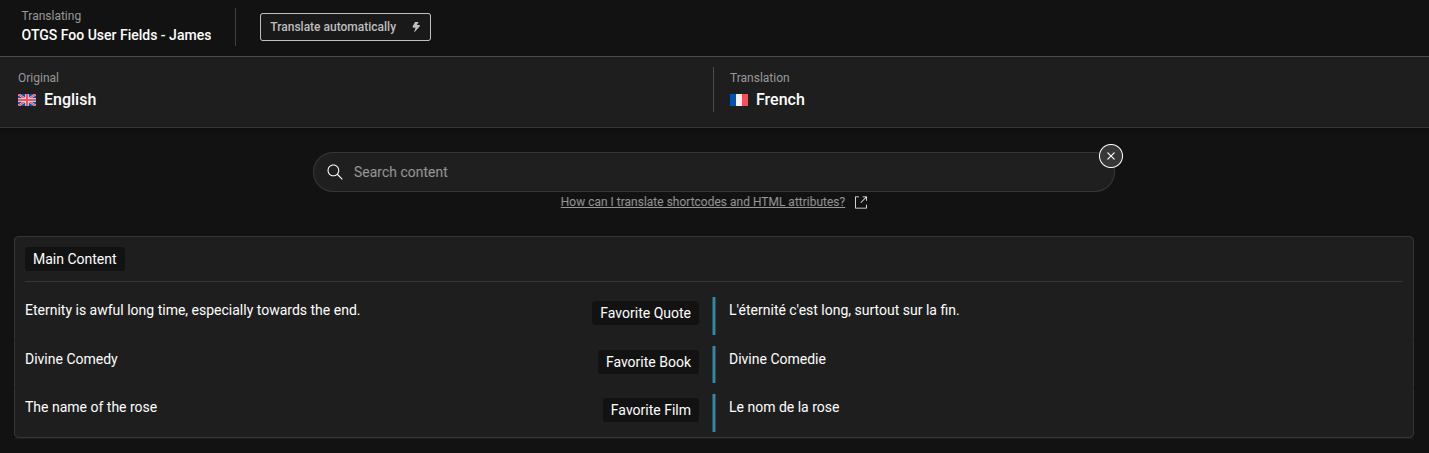 Translating
OTGS Foo User Fields - James
Translate automatically
Original
English
Translation
French
Search content
How can I translate shortcodes and HTML attributes?
Main Content
Eternity is awful long time, especially towards the end.
Favorite Quote
L'éternité c'est long, surtout sur la fin.
Divine Comedy
Favorite Book
Divine Comedie
The name of the rose
Favorite Film
Le nom de la rose